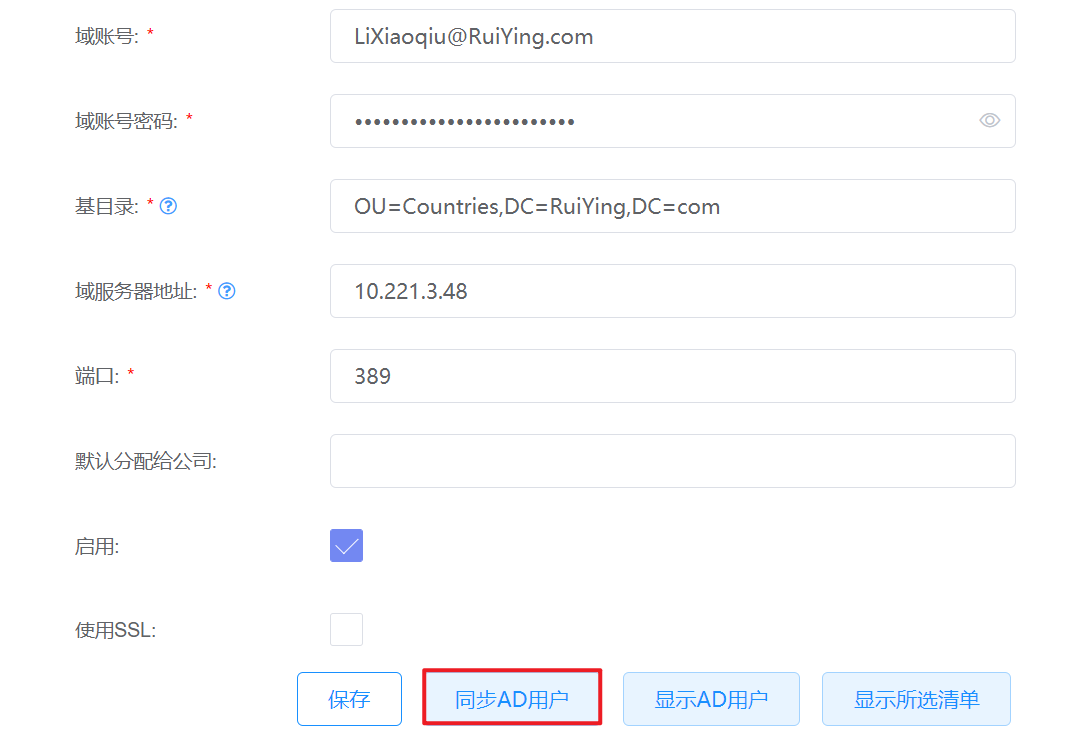 域账号: * LiXiaoqiu@RuiYing.com
域账号密码: * ••••••••••••••••••••••••
基目录: * ? OU=Countries,DC=RuiYing,DC=com
域服务器地址: * ? 10.221.3.48
端口: * 389
默认分配给公司:
启用:
使用SSL:
保存 同步AD用户 显示AD用户 显示所选清单